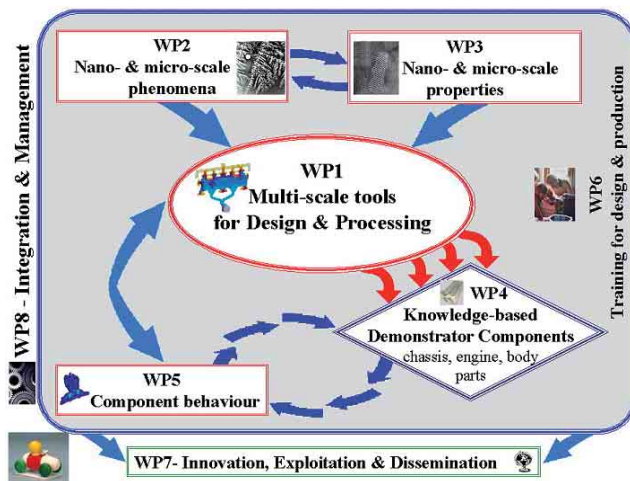 WP2
Nano- & micro-scale
phenomena
WP3
Nano- & micro-scale
properties
WP8 - Integration & Management
WP1
Multi-scale tools
for Design & Processing
WP6
Training for design & production
WP4
Knowledge-based
Demonstrator Components
chassis, engine, body
parts
WP5
Component behaviour
WP7- Innovation, Exploitation & Dissemination